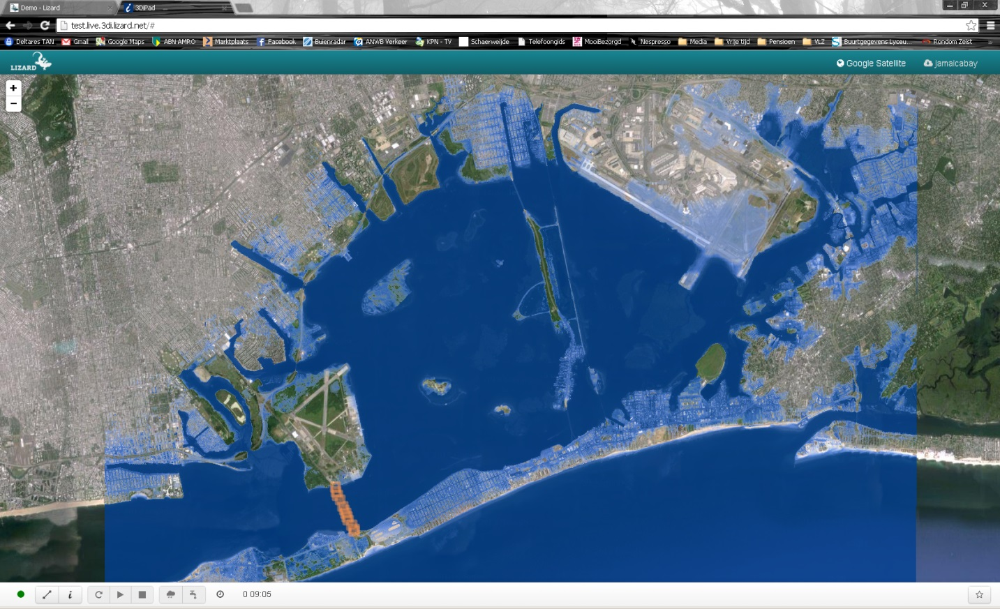 Demo - Lizard
3DiPad
test.live.3di.lizard.net/#
Deltares TAN Gmail Google Maps ABN AMRO Marktplaats Facebook Buienradar ANWB Verkeer KPN - TV Schaerweijde Telefoongids MooiBezorgd Nespresso Media Vrije tijd Pensioen VLZ Buurtgegevens Lyceu... Rondom Zeist »
LIZARD Google Satellite jamaicabay
+
−
i 0 09:05